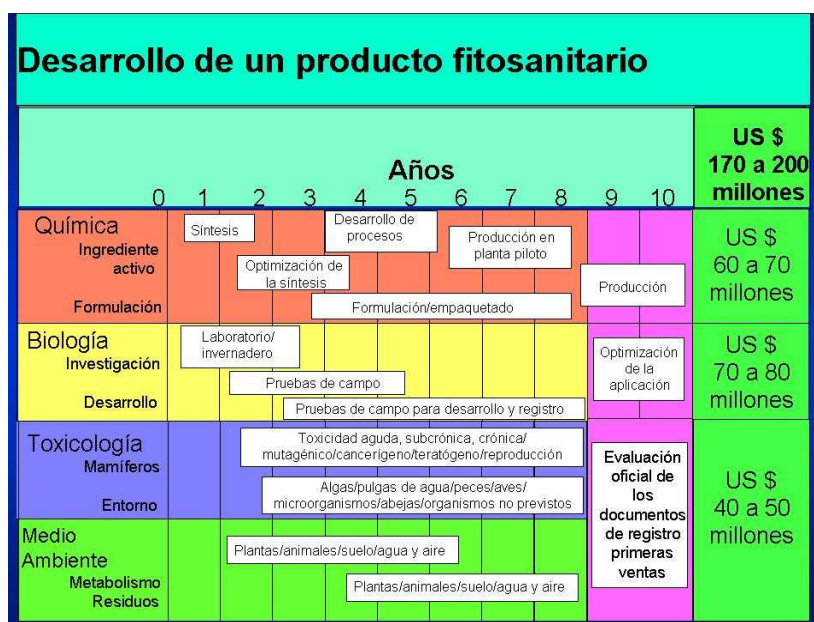 Desarrollo de un producto fitosanitario
Años
0 1 2 3 4 5 6 7 8 9 10
US $
170 a 200
millones
Química
Ingrediente
activo
Formulación
Síntesis
Optimización de
la síntesis
Desarrollo de
procesos
Producción en
planta piloto
Formulación/empaquetado
Producción
US $
60 a 70
millones
Biología
Investigación
Desarrollo
Laboratorio/
invernadero
Pruebas de campo
Pruebas de campo para desarrollo y registro
Optimización
de la
aplicación
US $
70 a 80
millones
Toxicología
Mamíferos
Entorno
Toxicidad aguda, subcrónica, crónica/
mutagénico/cancerígeno/teratógeno/reproducción
Algas/pulgas de agua/peces/aves/
microorganismos/abejas/organismos no previstos
Medio
Ambiente
Metabolismo
Residuos
Plantas/animales/suelo/agua y aire
Plantas/animales/suelo/agua y aire
Evaluación
oficial de
los
documentos
de registro
primeras
ventas
US $
40 a 50
millones